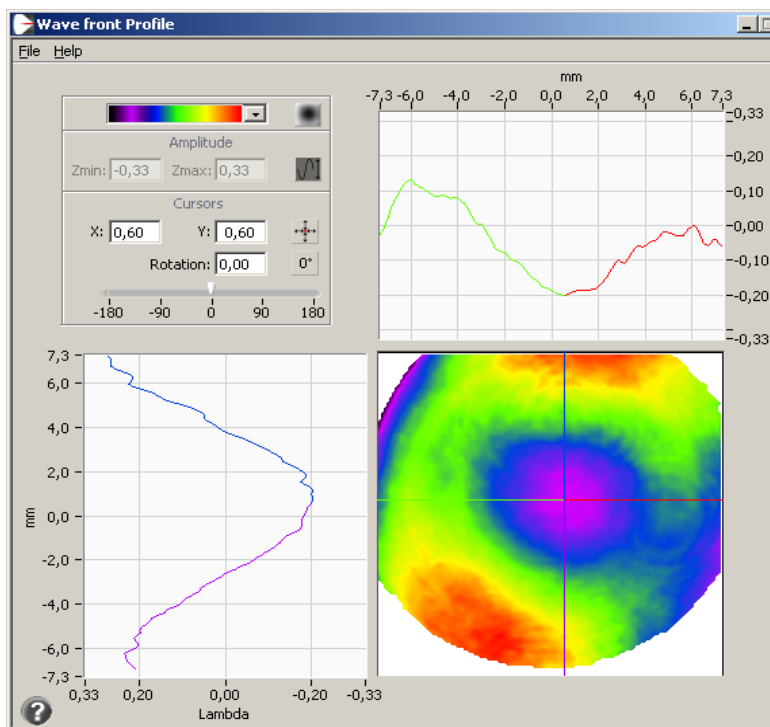 Wave front Profile
File Help
Amplitude
Zmin: -0,33 Zmax: 0,33
Cursors
X: 0,60 Y: 0,60
Rotation: 0,00 0°
-180 -90 0 90 180
mm
-7,3 -6,0 -4,0 -2,0 0,0 2,0 4,0 6,0 7,3
-0,33
-0,20
-0,10
-0,00
-0,10
-0,20
-0,33
7,3
6,0
4,0
2,0
0,0
-2,0
-4,0
-6,0
-7,3
mm
0,33 0,20 0,00 -0,20 -0,33
Lambda
?